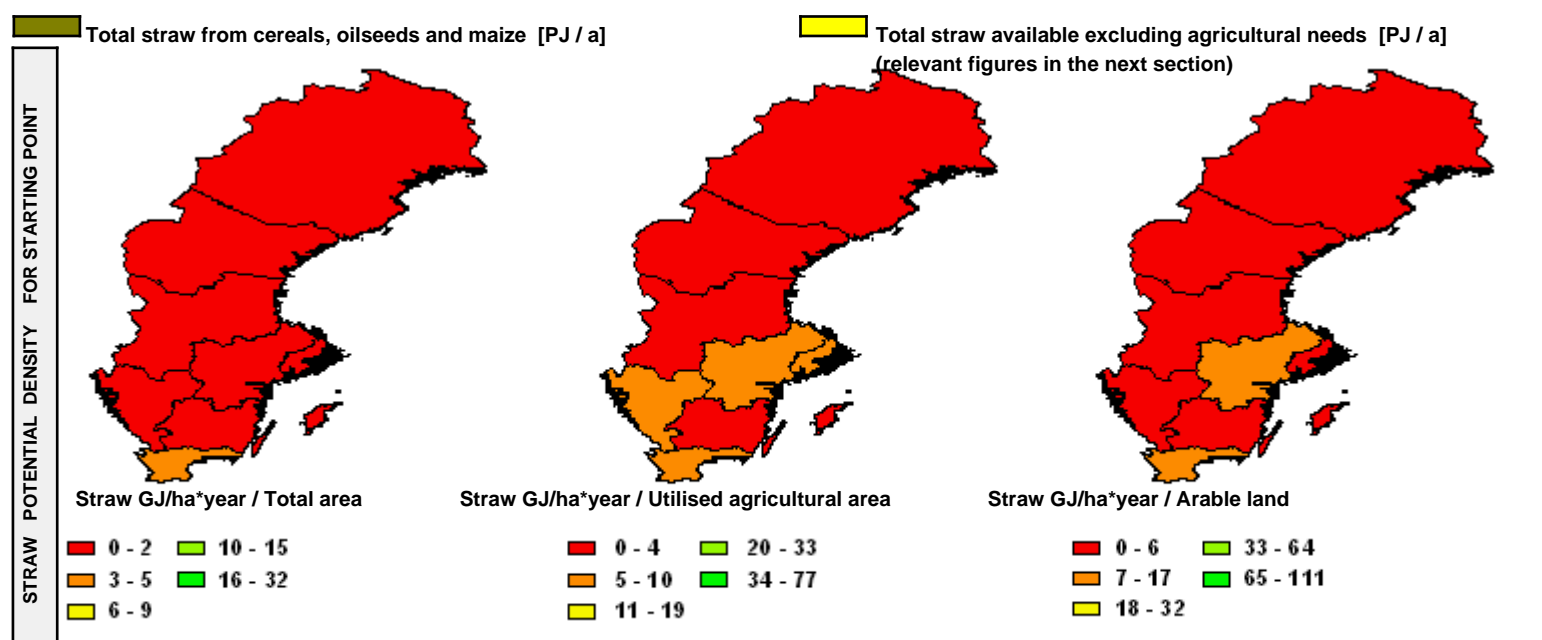 Total straw from cereals, oilseeds and maize [PJ / a]
Total straw available excluding agricultural needs [PJ / a]
(relevant figures in the next section)
STRAW POTENTIAL DENSITY FOR STARTING POINT
Straw GJ/ha*year / Total area
0 - 2
10 - 15
3 - 5
16 - 32
6 - 9
Straw GJ/ha*year / Utilised agricultural area
0 - 4
20 - 33
5 - 10
34 - 77
11 - 19
Straw GJ/ha*year / Arable land
0 - 6
33 - 64
7 - 17
65 - 111
18 - 32